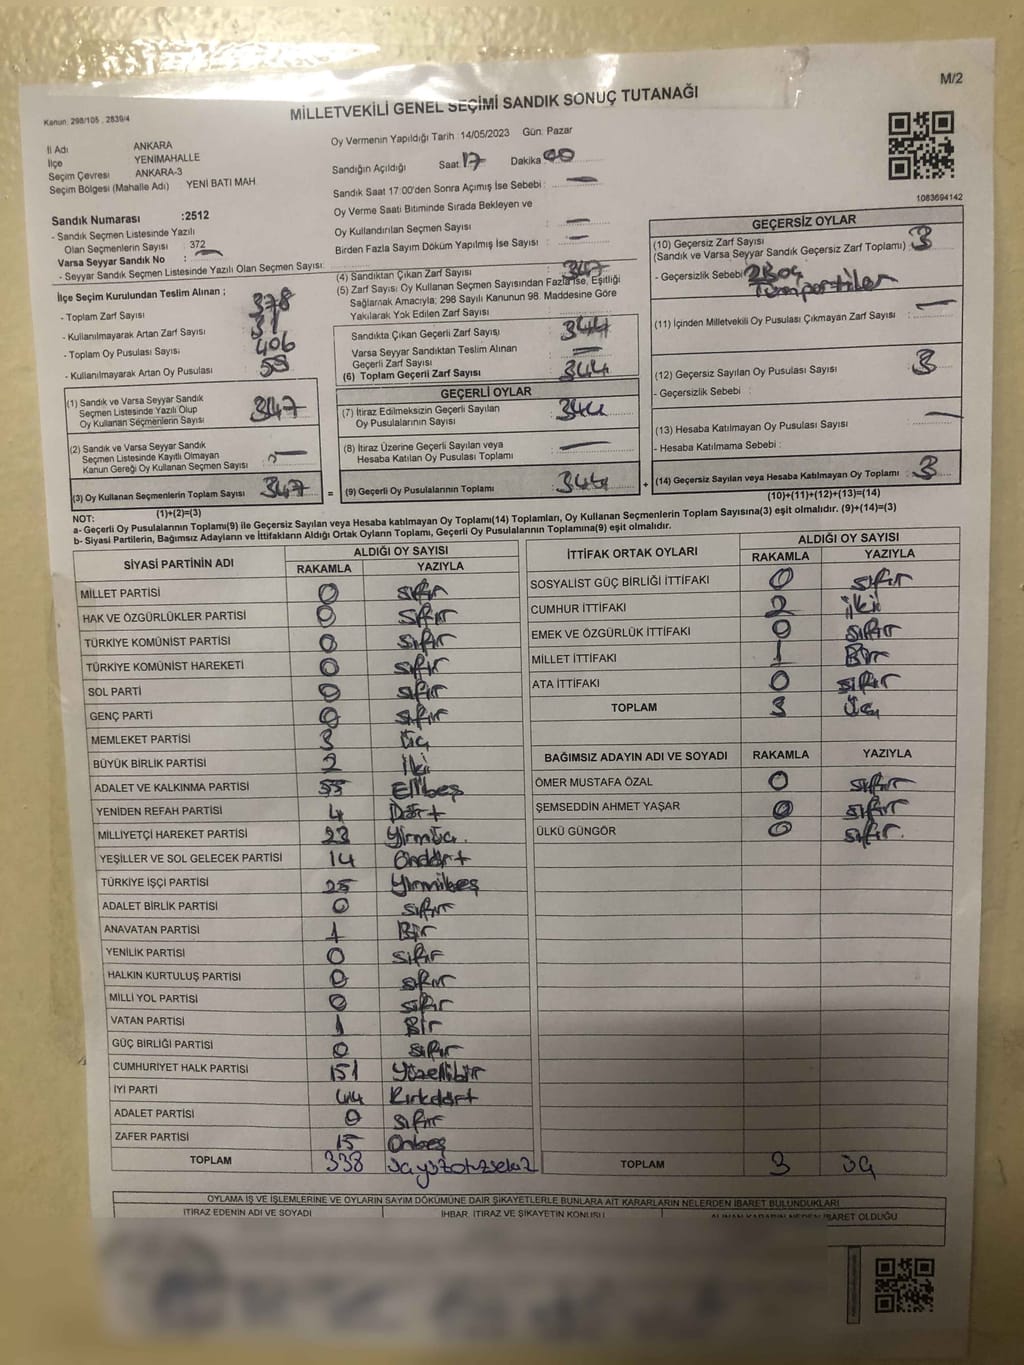 M/2
MİLLETVEKİLİ GENEL SEÇİMİ SANDIK SONUÇ TUTANAĞI
Kanun: 298/105 , 2839/4
İl Adı ANKARA
İlçe YENİMAHALLE
Seçim Çevresi ANKARA-3
Seçim Bölgesi (Mahalle Adı) YENİ BATI MAH
Sandık Numarası :2512
- Sandık Seçmen Listesinde Yazılı
Olan Seçmenlerin Sayısı : 372
Varsa Seyyar Sandık No :
- Seyyar Sandık Seçmen Listesinde Yazılı Olan Seçmen Sayısı:
Oy Vermenin Yapıldığı Tarih :14/05/2023 Gün: Pazar
Sandığın Açıldığı Saat:17 Dakika:00
Sandık Saat 17:00'den Sonra Açımış İse Sebebi : —
Oy Verme Saati Bitiminde Sırada Bekleyen ve
Oy Kullandırılan Seçmen Sayısı : —
Birden Fazla Sayım Döküm Yapılmış İse Sayısı : —
1083694142
İlçe Seçim Kurulundan Teslim Alınan ;
- Toplam Zarf Sayısı : 378
- Kullanılmayarak Artan Zarf Sayısı : 31
- Toplam Oy Pusulası Sayısı : 406
- Kullanılmayarak Artan Oy Pusulası :
(1) Sandık ve Varsa Seyyar Sandık
Seçmen Listesinde Yazılı Olup
Oy Kullanan Seçmenlerin Sayısı : 347
(2) Sandık ve Varsa Seyyar Sandık
Seçmen Listesinde Kayıtlı Olmayan
Kanun Gereği Oy Kullanan Seçmen Sayısı : —
(3) Oy Kullanan Seçmenlerin Toplam Sayısı : 347
(1)+(2)=(3)
(4) Sandıktan Çıkan Zarf Sayısı : 347
(5) Zarf Sayısı Oy Kullanan Seçmen Sayısından Fazla İse, Eşitliği
Sağlamak Amacıyla; 298 Sayılı Kanunun 98. Maddesine Göre
Yakılarak Yok Edilen Zarf Sayısı :
Sandıkta Çıkan Geçerli Zarf Sayısı : 344
Varsa Seyyar Sandıktan Teslim Alınan
Geçerli Zarf Sayısı : —
(6) Toplam Geçerli Zarf Sayısı : 344
GEÇERLİ OYLAR
(7) İtiraz Edilmeksizin Geçerli Sayılan
Oy Pusulalarının Sayısı : 344
(8) İtiraz Üzerine Geçerli Sayılan veya
Hesaba Katılan Oy Pusulası Toplamı : —
= (9) Geçerli Oy Pusulalarının Toplamı : 344
GEÇERSİZ OYLAR
(10) Geçersiz Zarf Sayısı
(Sandık ve Varsa Seyyar Sandık Geçersiz Zarf Toplamı) : 3
- Geçersizlik Sebebi :
Tüm partiler
(11) İçinden Milletvekili Oy Pusulası Çıkmayan Zarf Sayısı : —
(12) Geçersiz Sayılan Oy Pusulası Sayısı : 3
- Geçersizlik Sebebi :
(13) Hesaba Katılmayan Oy Pusulası Sayısı : —
- Hesaba Katılmama Sebebi :
+ (14) Geçersiz Sayılan veya Hesaba Katılmayan Oy Toplamı : 3
(10)+(11)+(12)+(13)=(14)
NOT:
a- Geçerli Oy Pusulalarının Toplamı(9) ile Geçersiz Sayılan veya Hesaba katılmayan Oy Toplamı(14) Toplamları, Oy Kullanan Seçmenlerin Toplam Sayısına(3) eşit olmalıdır. (9)+(14)=(3)
b- Siyasi Partilerin, Bağımsız Adayların ve İttifakların Aldığı Ortak Oyların Toplamı, Geçerli Oy Pusulalarının Toplamına(9) eşit olmalıdır.
SİYASİ PARTİNİN ADI ALDIĞI OY SAYISI
RAKAMLA YAZIYLA
MİLLET PARTİSİ 0 sıfır
HAK VE ÖZGÜRLÜKLER PARTİSİ 0 sıfır
TÜRKİYE KOMÜNİST PARTİSİ 0 sıfır
TÜRKİYE KOMÜNİST HAREKETİ 0 sıfır
SOL PARTİ 0 sıfır
GENÇ PARTİ 0 sıfır
MEMLEKET PARTİSİ 3 üç
BÜYÜK BİRLİK PARTİSİ 2 İki
ADALET VE KALKINMA PARTİSİ 55 Ellibeş
YENİDEN REFAH PARTİSİ 4 Dört
MİLLİYETÇİ HAREKET PARTİSİ 23 Yirmiüç
YEŞİLLER VE SOL GELECEK PARTİSİ 14 Ondört
TÜRKİYE İŞÇİ PARTİSİ 25 Yirmibeş
ADALET BİRLİK PARTİSİ 0 sıfır
ANAVATAN PARTİSİ 1 Bir
YENİLİK PARTİSİ 0 sıfır
HALKIN KURTULUŞ PARTİSİ 0 sıfır
MİLLİ YOL PARTİSİ 0 sıfır
VATAN PARTİSİ 1 Bir
GÜÇ BİRLİĞİ PARTİSİ 0 sıfır
CUMHURİYET HALK PARTİSİ 151 Yüzellibir
İYİ PARTİ 44 Kırkdört
ADALET PARTİSİ 0 sıfır
ZAFER PARTİSİ 15 Onbeş
TOPLAM 338
İTTİFAK ORTAK OYLARI ALDIĞI OY SAYISI
RAKAMLA YAZIYLA
SOSYALİST GÜÇ BİRLİĞİ İTTİFAKI 0 sıfır
CUMHUR İTTİFAKI 2 iki
EMEK VE ÖZGÜRLÜK İTTİFAKI 0 sıfır
MİLLET İTTİFAKI 1 Bir
ATA İTTİFAKI 0 sıfır
TOPLAM 3 Üç
BAĞIMSIZ ADAYIN ADI VE SOYADI RAKAMLA YAZIYLA
ÖMER MUSTAFA ÖZAL 0 sıfır
ŞEMSEDDİN AHMET YAŞAR 0 sıfır
ÜLKÜ GÜNGÖR 0 sıfır.
TOPLAM 3 üç
OYLAMA İŞ VE İŞLEMLERİNE VE OYLARIN SAYIM DÖKÜMÜNE DAİR ŞİKAYETLERLE BUNLARA AİT KARARLARIN NELERDEN İBARET BULUNDUKLARI
İTİRAZ EDENİN ADI VE SOYADI İHBAR, İTİRAZ VE ŞİKAYETİN KONUSU ALINAN KARARIN NEDEN İBARET OLDUĞU